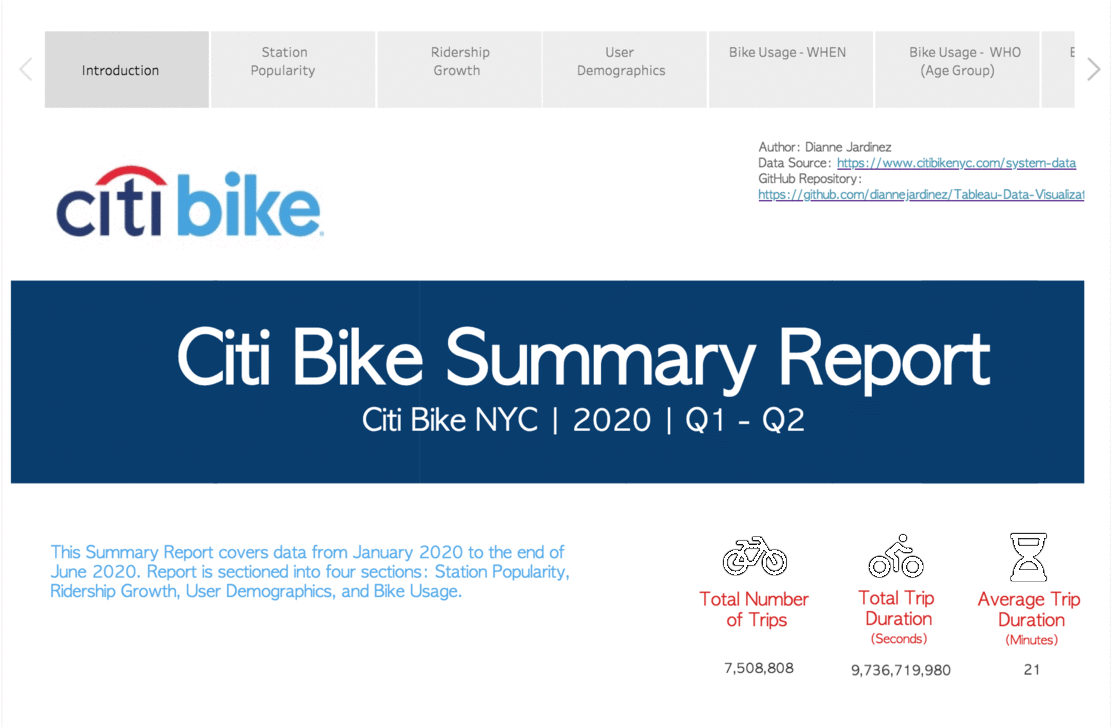 Introduction
Station
Popularity
Ridership
Growth
User
Demographics
Bike Usage - WHEN
Bike Usage - WHO
(Age Group)
Author: Dianne Jardinez
Data Source: https://www.citibikenyc.com/system-data
GitHub Repository:
https://github.com/diannejardinez/Tableau-Data-Visualizat
citi bike
Citi Bike Summary Report
Citi Bike NYC | 2020 | Q1 - Q2
This Summary Report covers data from January 2020 to the end of
June 2020. Report is sectioned into four sections: Station Popularity,
Ridership Growth, User Demographics, and Bike Usage.
Total Number
of Trips
7,508,808
Total Trip
Duration
(Seconds)
9,736,719,980
Average Trip
Duration
(Minutes)
21